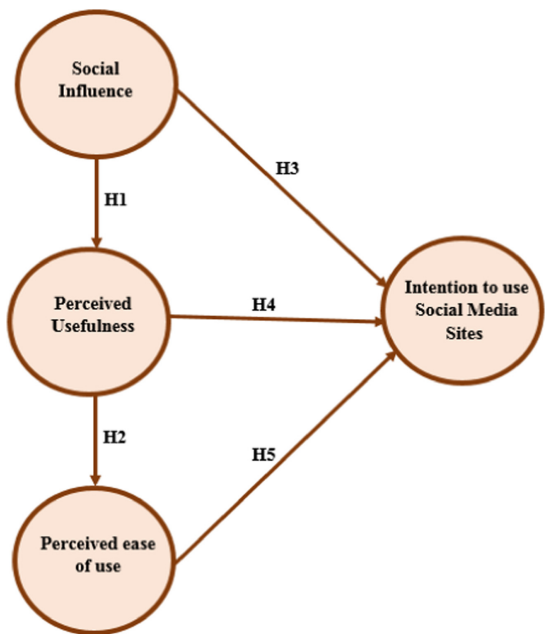 Social
Influence
H3
H1
Perceived
Usefulness
H4
Intention to use
Social Media
Sites
H2
H5
Perceived ease
of use